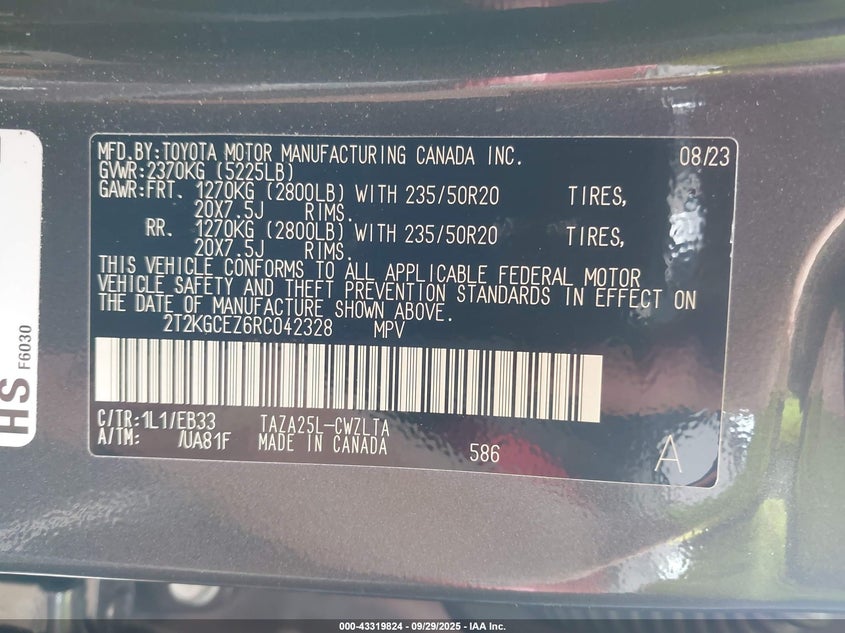 MFD.BY:TOYOTA MOTOR MANUFACTURING CANADA INC. 08/23
GVWR:2370KG (5225LB)
GAWR:FRT. 1270KG (2800LB) WITH 235/50R20 TIRES,
20X7.5J RIMS.
RR. 1270KG (2800LB) WITH 235/50R20 TIRES,
20X7.5J RIMS.
THIS VEHICLE CONFORMS TO ALL APPLICABLE FEDERAL MOTOR
VEHICLE SAFETY AND THEFT PREVENTION STANDARDS IN EFFECT ON
THE DATE OF MANUFACTURE SHOWN ABOVE.
2T2KGCEZ6RC042328 MPV
C/TR:1L1/EB33 TAZA25L-CWZLTA
A/TM: /UA81F MADE IN CANADA 586 A
HS F6030
000-43319824 - 09/29/2025 - IAA Inc.